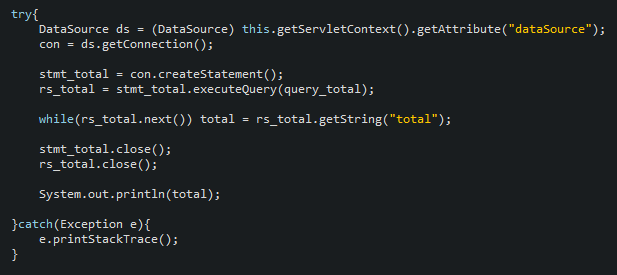 try{
DataSource ds = (DataSource) this.getServletContext().getAttribute("dataSource");
con = ds.getConnection();
stmt_total = con.createStatement();
rs_total = stmt_total.executeQuery(query_total);
while(rs_total.next()) total = rs_total.getString("total");
stmt_total.close();
rs_total.close();
System.out.println(total);
}catch(Exception e){
e.printStackTrace();
}